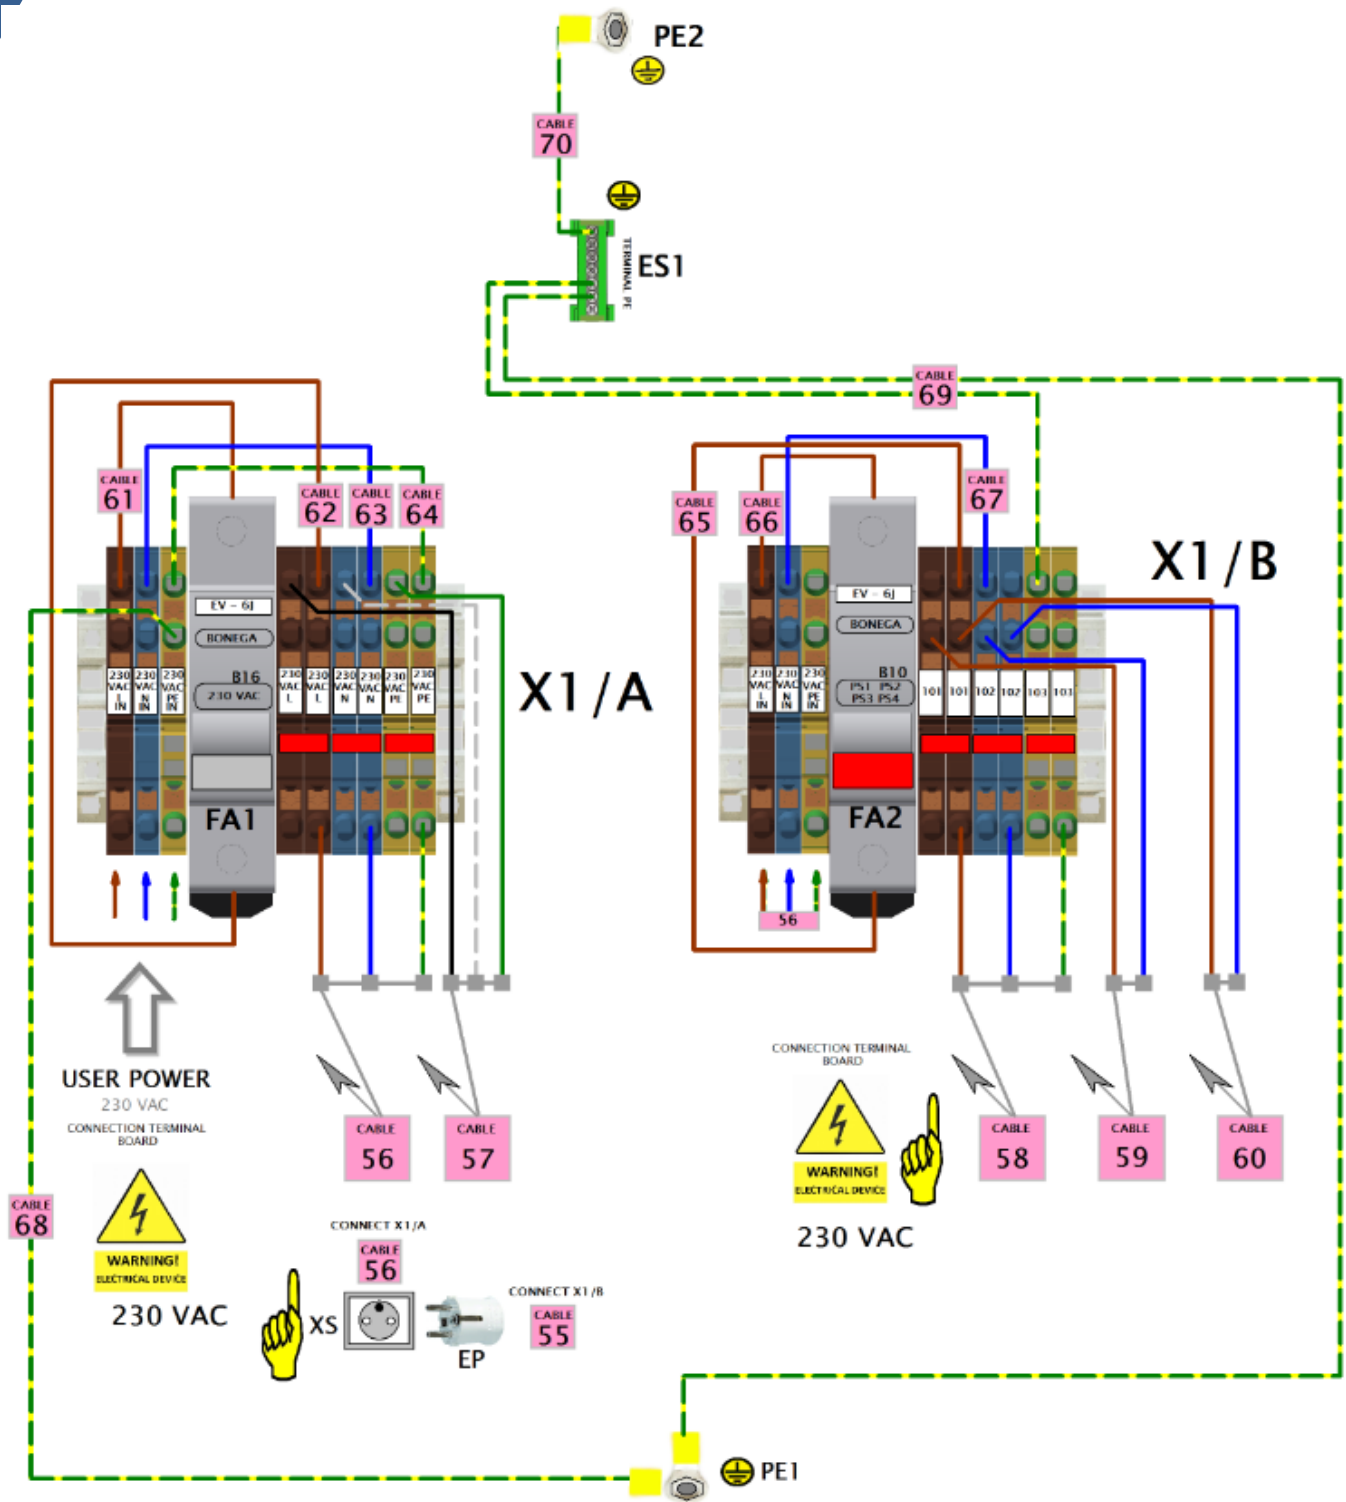 PE2
CABLE
70
TERMINAL PE
ES1
CABLE
69
CABLE
61
CABLE
62
CABLE
63
CABLE
64
CABLE
65
CABLE
66
CABLE
67
EV - 6J
BONEGA
B16
230 VAC
230
VAC
L
IN
230
VAC
N
IN
230
VAC
PE
IN
230
VAC
L
230
VAC
L
230
VAC
N
230
VAC
N
230
VAC
PE
230
VAC
PE
FA1
X1/A
EV - 6J
BONEGA
B10
PS1 PS2
PS3 PS4
230
VAC
L
IN
230
VAC
N
IN
230
VAC
PE
IN
101
101
102
102
103
103
FA2
X1/B
56
USER POWER
230 VAC
CONNECTION TERMINAL
BOARD
WARNING!
ELECTRICAL DEVICE
230 VAC
CABLE
56
CABLE
57
CONNECTION TERMINAL
BOARD
WARNING!
ELECTRICAL DEVICE
230 VAC
CABLE
58
CABLE
59
CABLE
60
CABLE
68
CONNECT X1/A
CABLE
56
XS
EP
CONNECT X1/B
CABLE
55
PE1